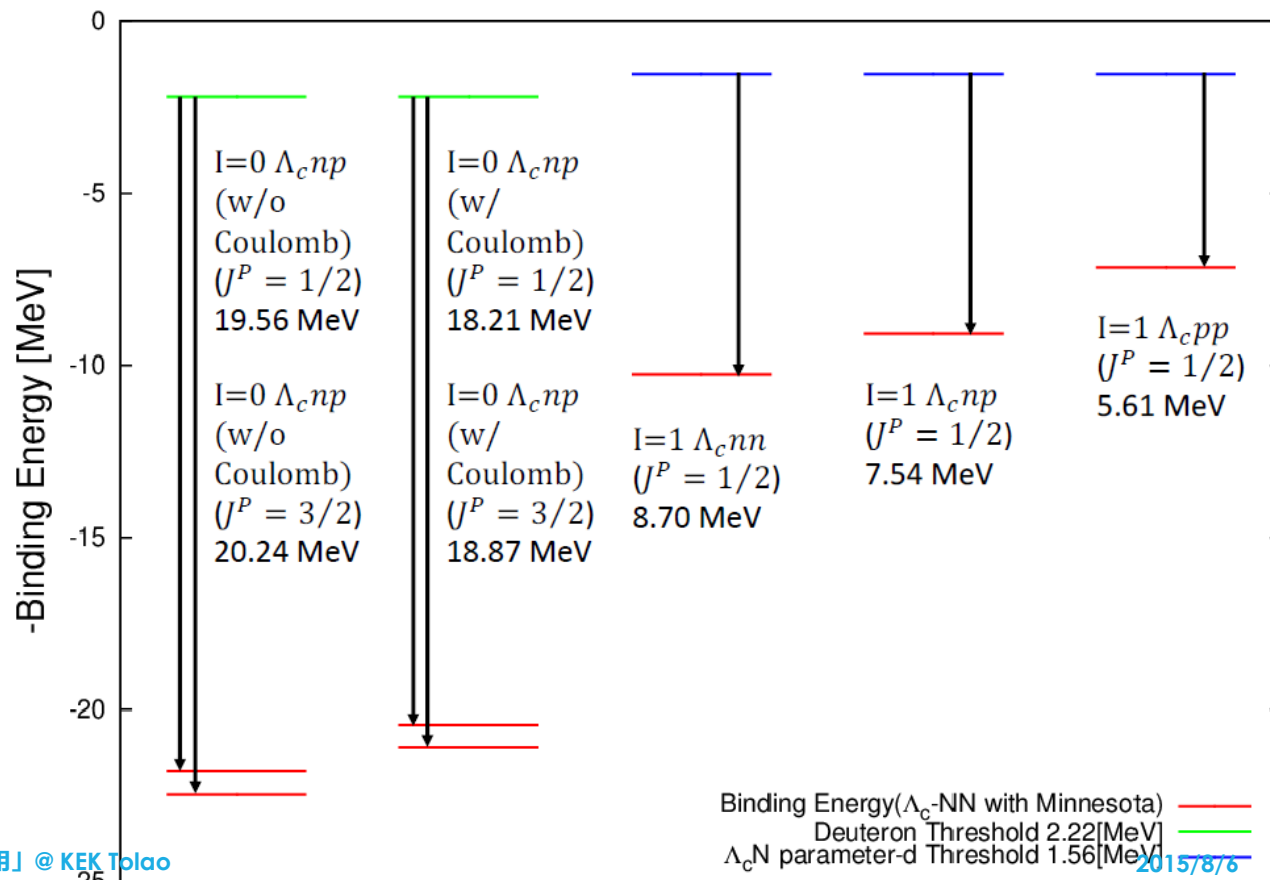 0
-5
-10
-15
-20
-25
-Binding Energy [MeV]
I=0 Λ_c np
(w/o
Coulomb)
(J^P = 1/2)
19.56 MeV
I=0 Λ_c np
(w/o
Coulomb)
(J^P = 3/2)
20.24 MeV
I=0 Λ_c np
(w/
Coulomb)
(J^P = 1/2)
18.21 MeV
I=0 Λ_c np
(w/
Coulomb)
(J^P = 3/2)
18.87 MeV
I=1 Λ_c nn
(J^P = 1/2)
8.70 MeV
I=1 Λ_c np
(J^P = 1/2)
7.54 MeV
I=1 Λ_c pp
(J^P = 1/2)
5.61 MeV
Binding Energy(Λ_c-NN with Minnesota)
Deuteron Threshold 2.22[MeV]
Λ_cN parameter-d Threshold 1.56[MeV]
用」@ KEK Tolao
2015/8/6